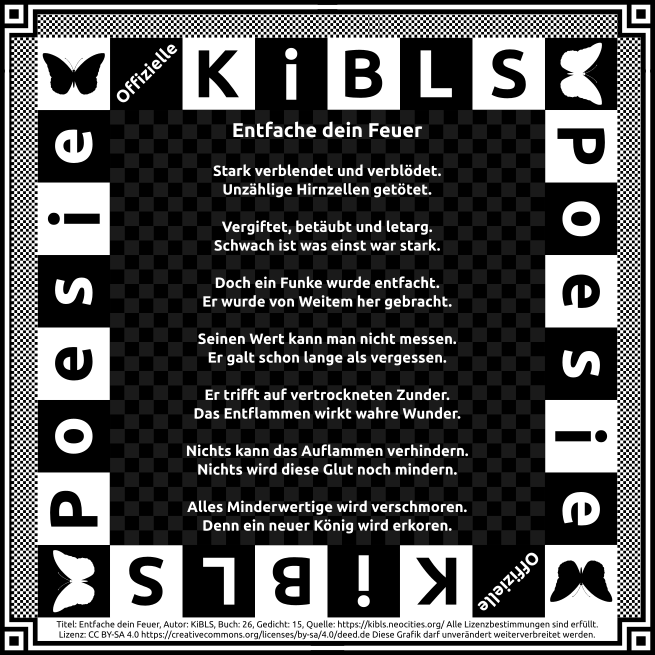 Offizielle KiBLS
Poesie
Poesie
Entfache dein Feuer
Stark verblendet und verblödet.
Unzählige Hirnzellen getötet.
Vergiftet, betäubt und letarg.
Schwach ist was einst war stark.
Doch ein Funke wurde entfacht.
Er wurde von Weitem her gebracht.
Seinen Wert kann man nicht messen.
Er galt schon lange als vergessen.
Er trifft auf vertrockneten Zunder.
Das Entflammen wirkt wahre Wunder.
Nichts kann das Auflammen verhindern.
Nichts wird diese Glut noch mindern.
Alles Minderwertige wird verschmoren.
Denn ein neuer König wird erkoren.
Offizielle KiBLS
Titel: Entfache dein Feuer, Autor: KiBLS, Buch: 26, Gedicht: 15, Quelle: https://kibls.neocities.org/ Alle Lizenzbestimmungen sind erfüllt.
Lizenz: CC BY-SA 4.0 https://creativecommons.org/licenses/by-sa/4.0/deed.de Diese Grafik darf unverändert weiterverbreitet werden.